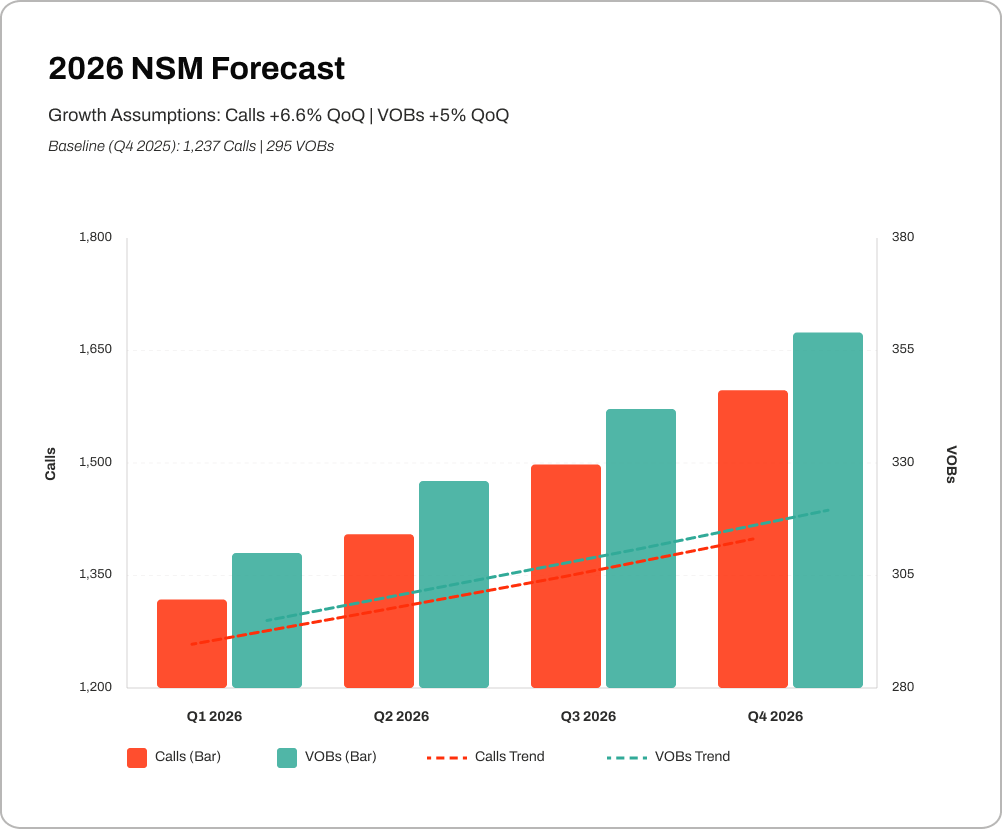 2026 NSM Forecast
Growth Assumptions: Calls +6.6% QoQ | VOBs +5% QoQ
Baseline (Q4 2025): 1,237 Calls | 295 VOBs
1,800
380
1,650
355
1,500
330
1,350
305
1,200
280
Calls
VOBs
Q1 2026
Q2 2026
Q3 2026
Q4 2026
Calls (Bar)
VOBs (Bar)
Calls Trend
VOBs Trend